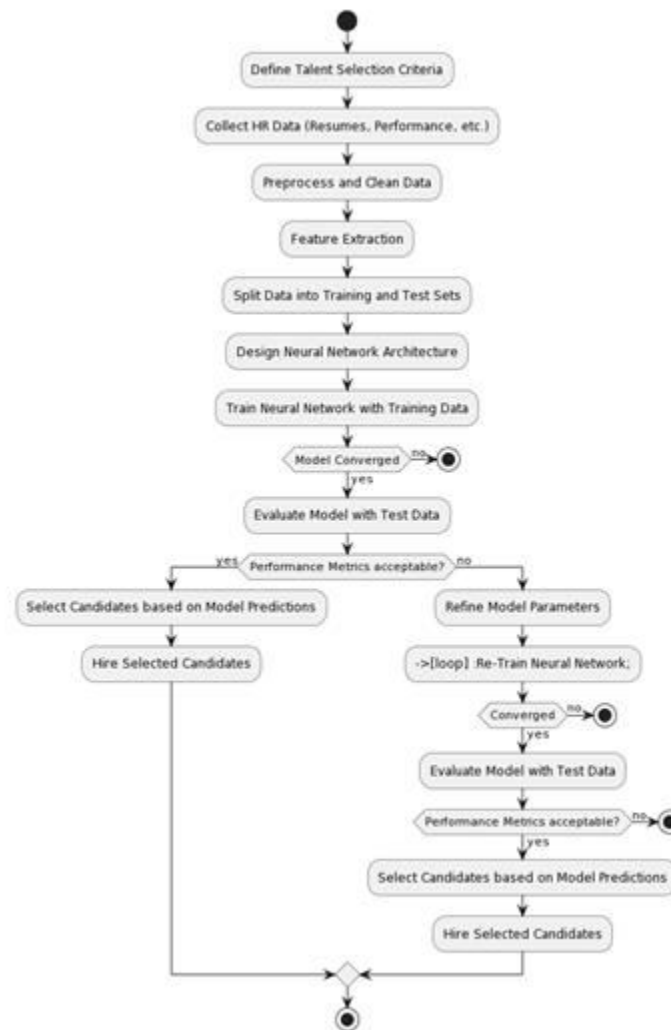 Define Talent Selection Criteria
Collect HR Data (Resumes, Performance, etc.)
Preprocess and Clean Data
Feature Extraction
Split Data into Training and Test Sets
Design Neural Network Architecture
Train Neural Network with Training Data
Model Converged
no
yes
Evaluate Model with Test Data
yes
Performance Metrics acceptable?
no
Select Candidates based on Model Predictions
Refine Model Parameters
Hire Selected Candidates
->[loop] :Re-Train Neural Network;
Converged
no
yes
Evaluate Model with Test Data
Performance Metrics acceptable?
no
yes
Select Candidates based on Model Predictions
Hire Selected Candidates